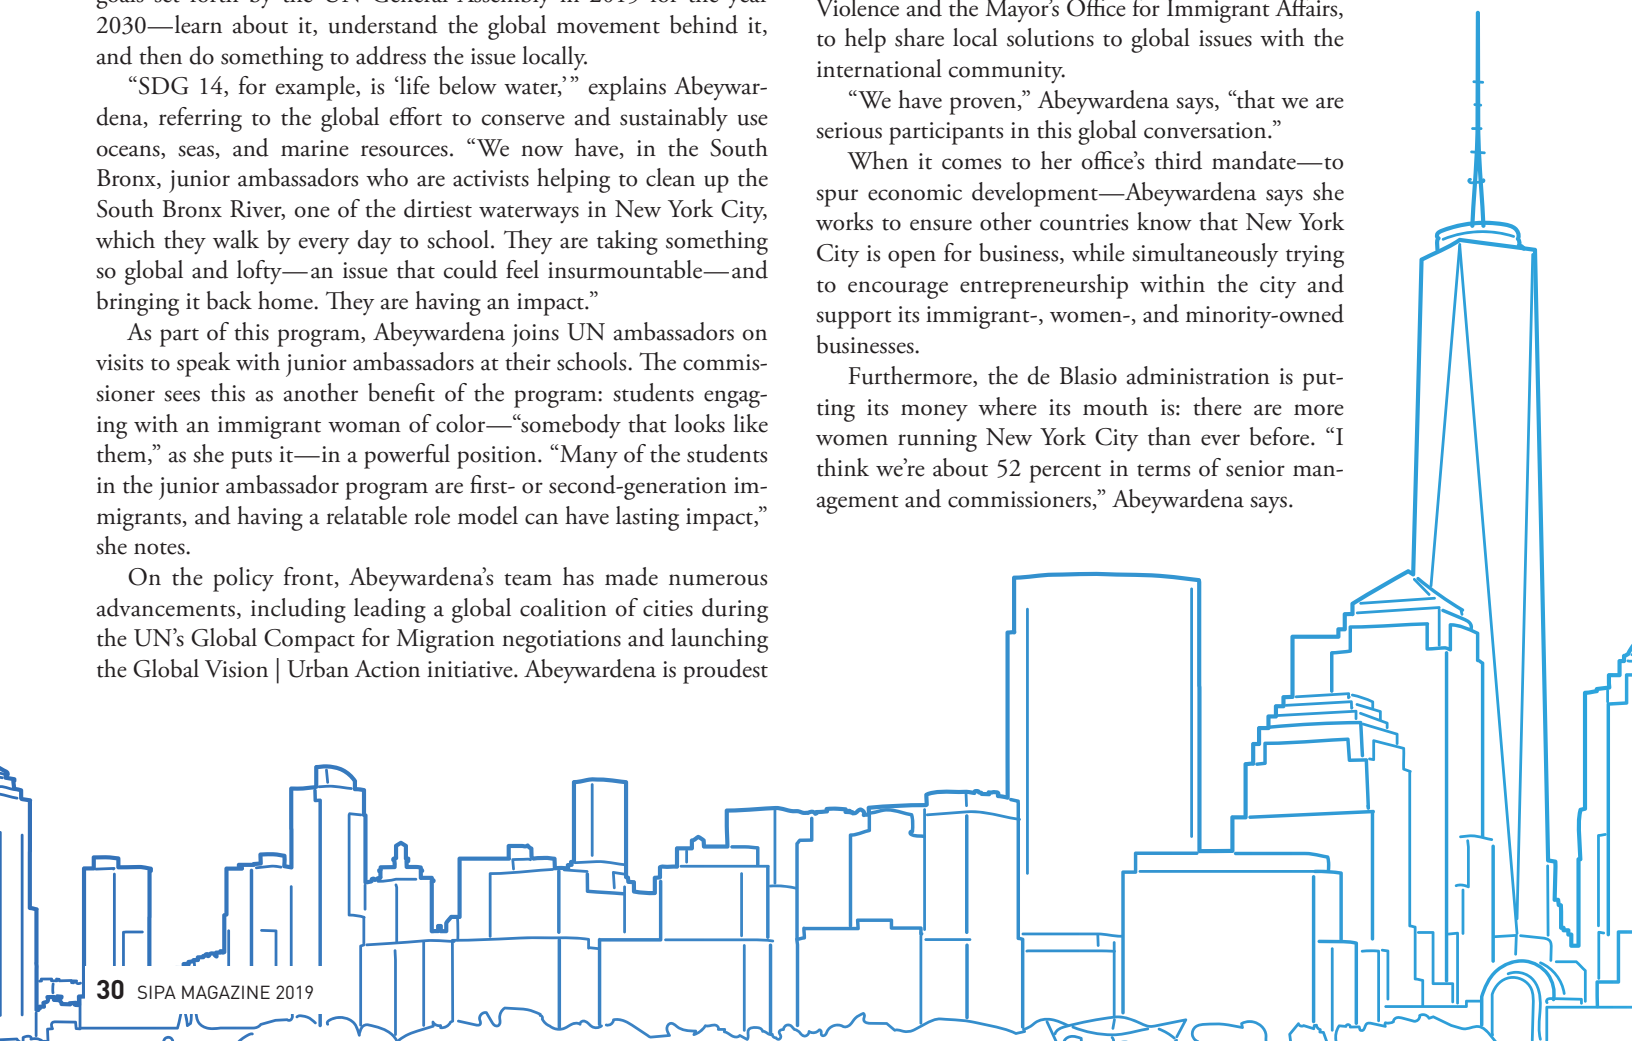 goals set forth by the UN General Assembly in 2015 for the year
2030—learn about it, understand the global movement behind it,
and then do something to address the issue locally.
“SDG 14, for example, is ‘life below water,’” explains Abeywar-
dena, referring to the global effort to conserve and sustainably use
oceans, seas, and marine resources. “We now have, in the South
Bronx, junior ambassadors who are activists helping to clean up the
South Bronx River, one of the dirtiest waterways in New York City,
which they walk by every day to school. They are taking something
so global and lofty—an issue that could feel insurmountable—and
bringing it back home. They are having an impact.”
As part of this program, Abeywardena joins UN ambassadors on
visits to speak with junior ambassadors at their schools. The commis-
sioner sees this as another benefit of the program: students engag-
ing with an immigrant woman of color—“somebody that looks like
them,” as she puts it—in a powerful position. “Many of the students
in the junior ambassador program are first- or second-generation im-
migrants, and having a relatable role model can have lasting impact,”
she notes.
On the policy front, Abeywardena’s team has made numerous
advancements, including leading a global coalition of cities during
the UN’s Global Compact for Migration negotiations and launching
the Global Vision | Urban Action initiative. Abeywardena is proudest
Violence and the Mayor’s Office for Immigrant Affairs,
to help share local solutions to global issues with the
international community.
“We have proven,” Abeywardena says, “that we are
serious participants in this global conversation.”
When it comes to her office’s third mandate—to
spur economic development—Abeywardena says she
works to ensure other countries know that New York
City is open for business, while simultaneously trying
to encourage entrepreneurship within the city and
support its immigrant-, women-, and minority-owned
businesses.
Furthermore, the de Blasio administration is put-
ting its money where its mouth is: there are more
women running New York City than ever before. “I
think we’re about 52 percent in terms of senior man-
agement and commissioners,” Abeywardena says.
30 SIPA MAGAZINE 2019